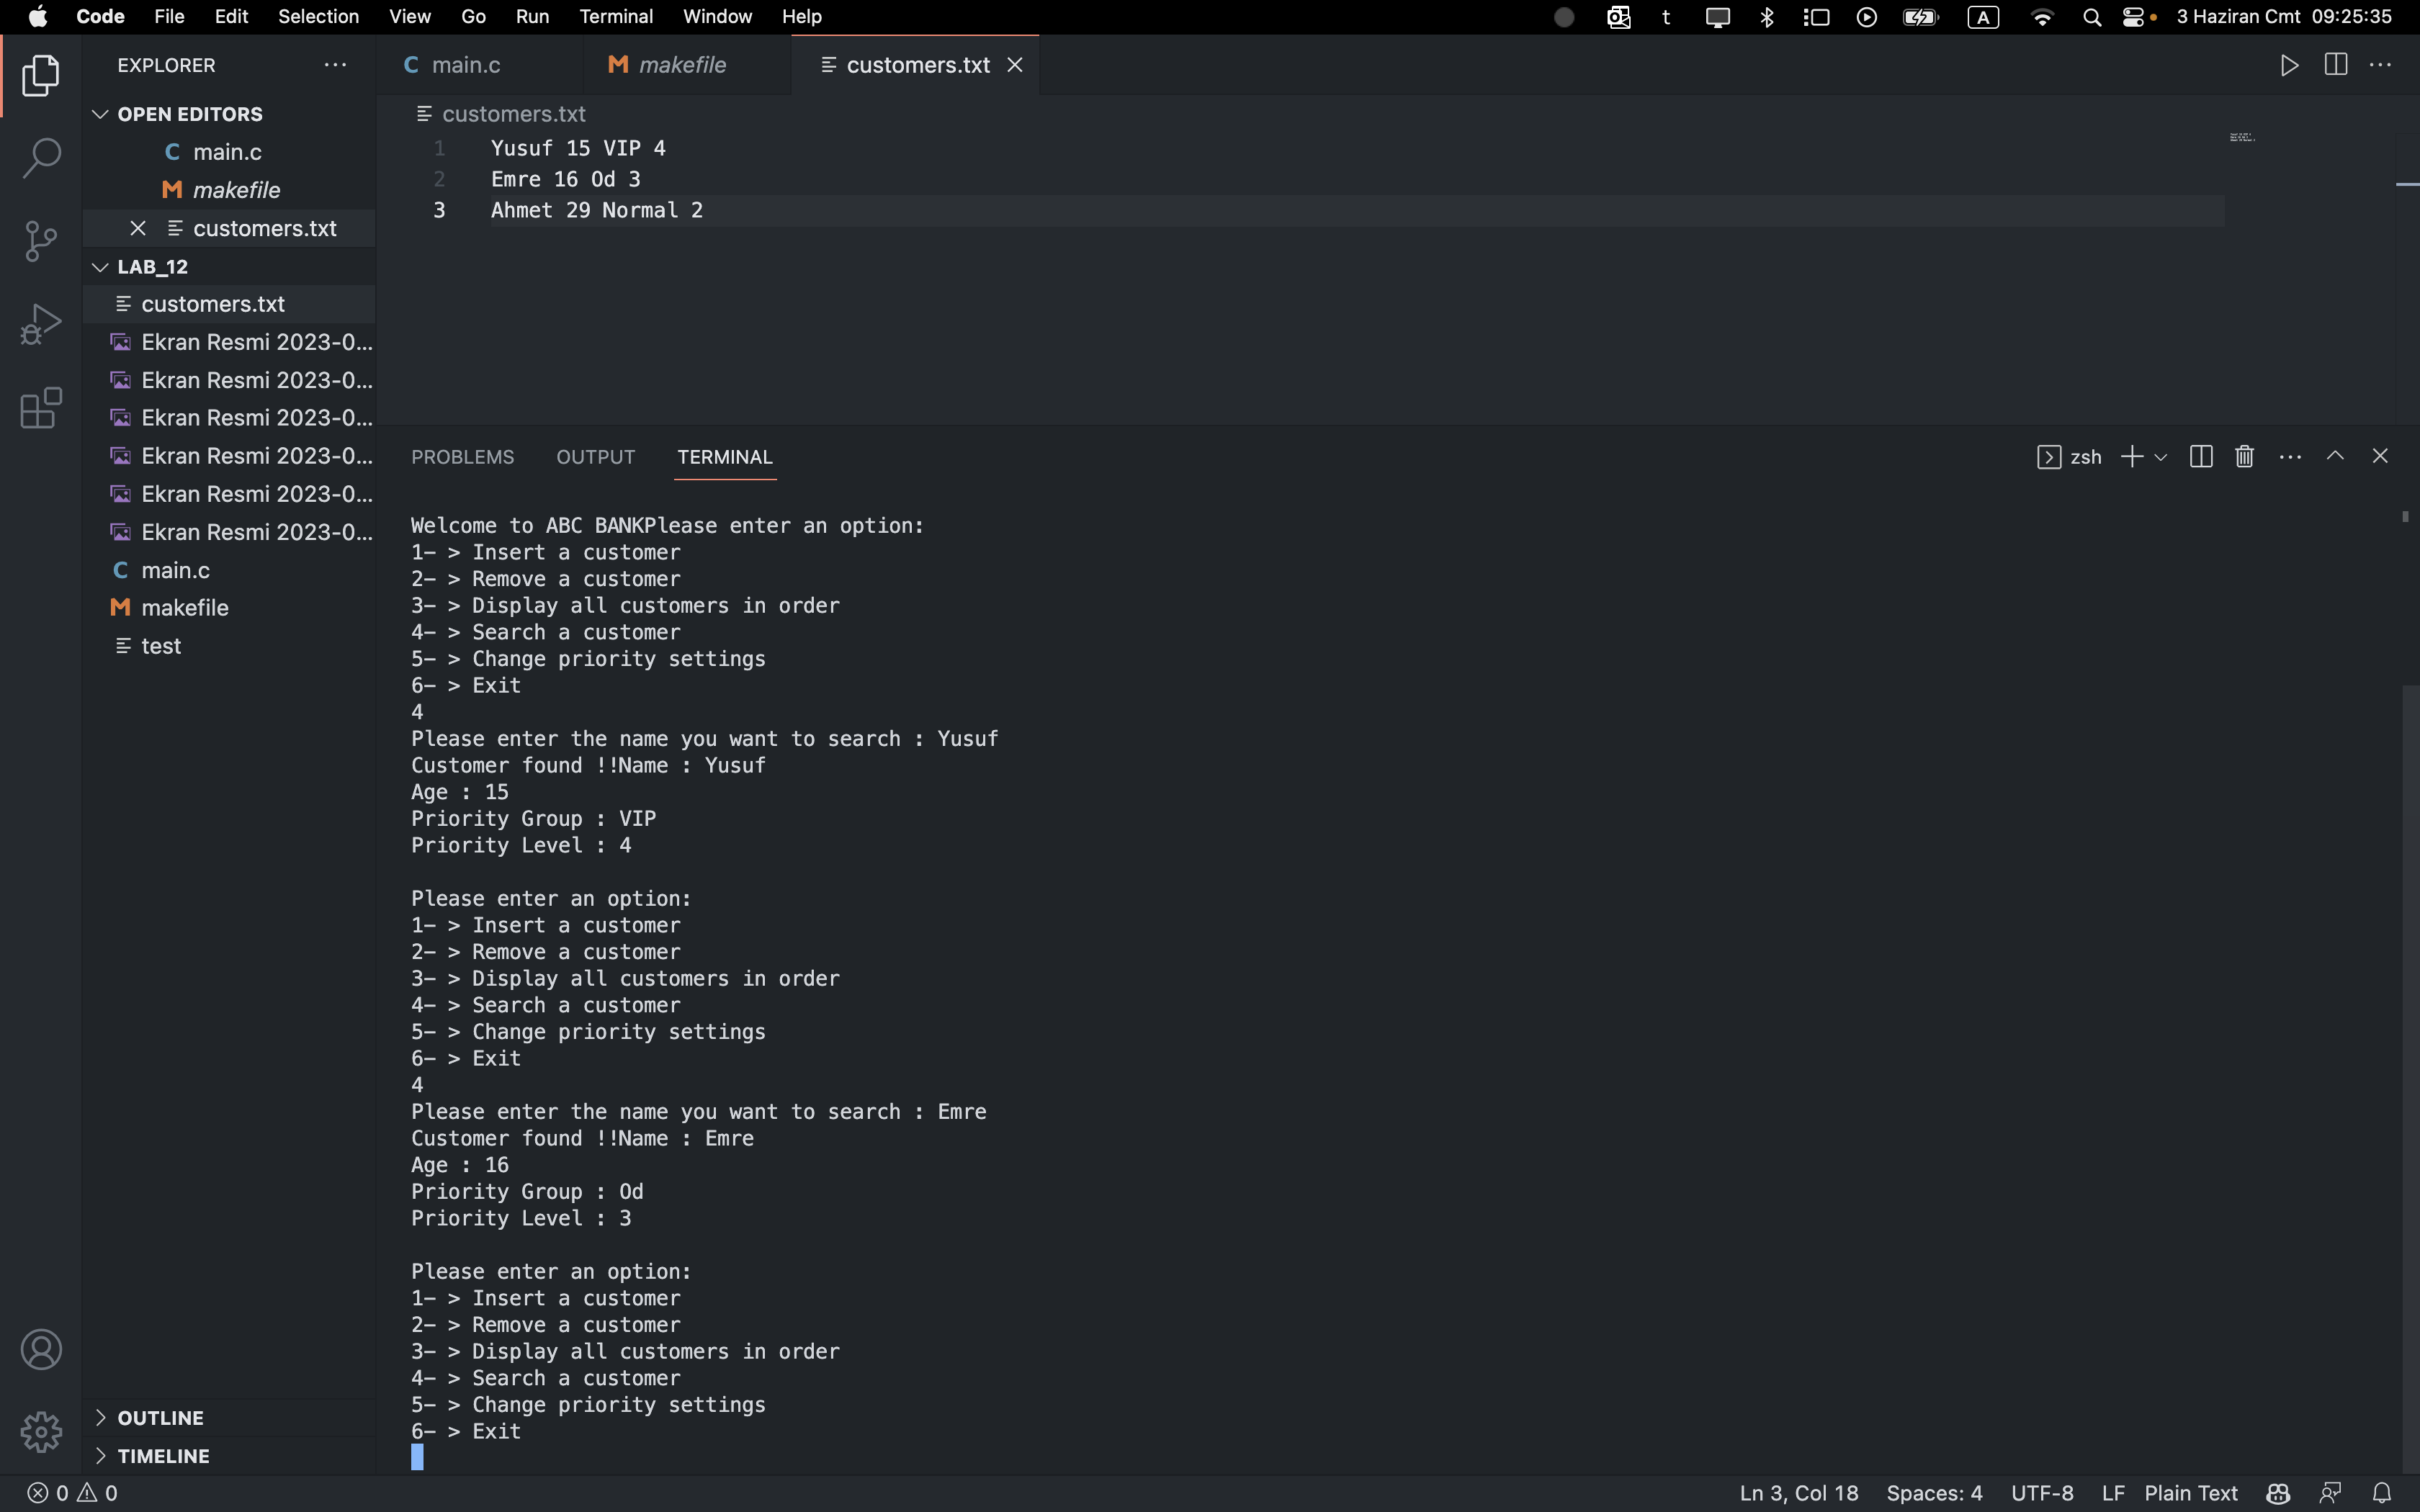 Code File Edit Selection View Go Run Terminal Window Help t A 3 Haziran Cmt 09:25:35
EXPLORER
C main.c M makefile customers.txt
OPEN EDITORS
C main.c
M makefile
customers.txt
LAB_12
customers.txt
Ekran Resmi 2023-0...
Ekran Resmi 2023-0...
Ekran Resmi 2023-0...
Ekran Resmi 2023-0...
Ekran Resmi 2023-0...
Ekran Resmi 2023-0...
C main.c
M makefile
test
OUTLINE
TIMELINE
customers.txt
1 Yusuf 15 VIP 4
2 Emre 16 Od 3
3 Ahmet 29 Normal 2
PROBLEMS OUTPUT TERMINAL zsh
Welcome to ABC BANKPlease enter an option:
1- > Insert a customer
2- > Remove a customer
3- > Display all customers in order
4- > Search a customer
5- > Change priority settings
6- > Exit
4
Please enter the name you want to search : Yusuf
Customer found !!Name : Yusuf
Age : 15
Priority Group : VIP
Priority Level : 4
Please enter an option:
1- > Insert a customer
2- > Remove a customer
3- > Display all customers in order
4- > Search a customer
5- > Change priority settings
6- > Exit
4
Please enter the name you want to search : Emre
Customer found !!Name : Emre
Age : 16
Priority Group : Od
Priority Level : 3
Please enter an option:
1- > Insert a customer
2- > Remove a customer
3- > Display all customers in order
4- > Search a customer
5- > Change priority settings
6- > Exit
0 0 Ln 3, Col 18 Spaces: 4 UTF-8 LF Plain Text